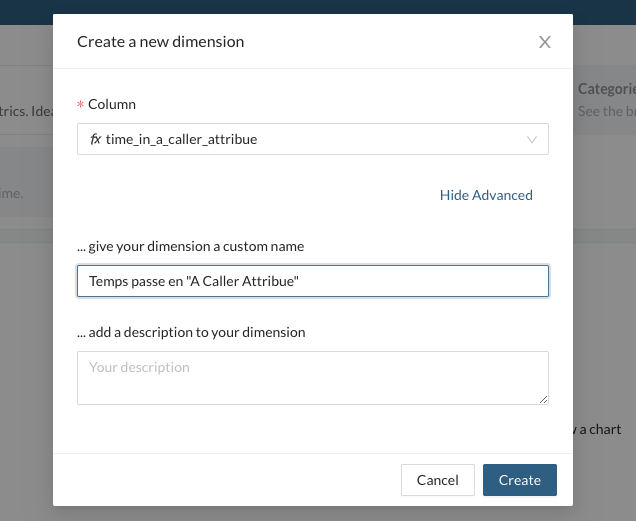 Create a new dimension
* Column
fx time_in_a_caller_attribue
Hide Advanced
... give your dimension a custom name
Temps passe en "A Caller Attribue"
... add a description to your dimension
Your description
Cancel
Create
Categorie
trics. Idea
See the br
ime.
a chart